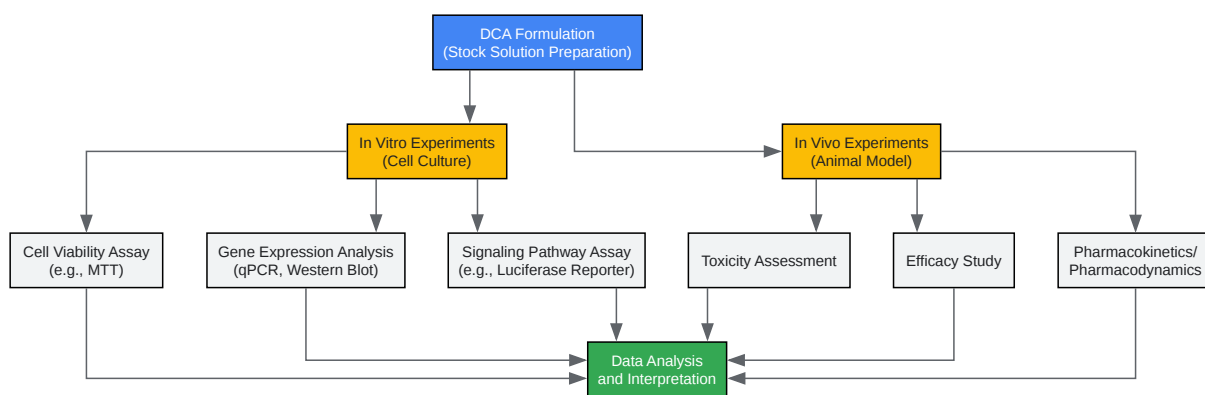 DCA Formulation
(Stock Solution Preparation)
In Vitro Experiments
(Cell Culture)
In Vivo Experiments
(Animal Model)
Cell Viability Assay
(e.g., MTT)
Gene Expression Analysis
(qPCR, Western Blot)
Signaling Pathway Assay
(e.g., Luciferase Reporter)
Toxicity Assessment
Efficacy Study
Pharmacokinetics/
Pharmacodynamics
Data Analysis
and Interpretation